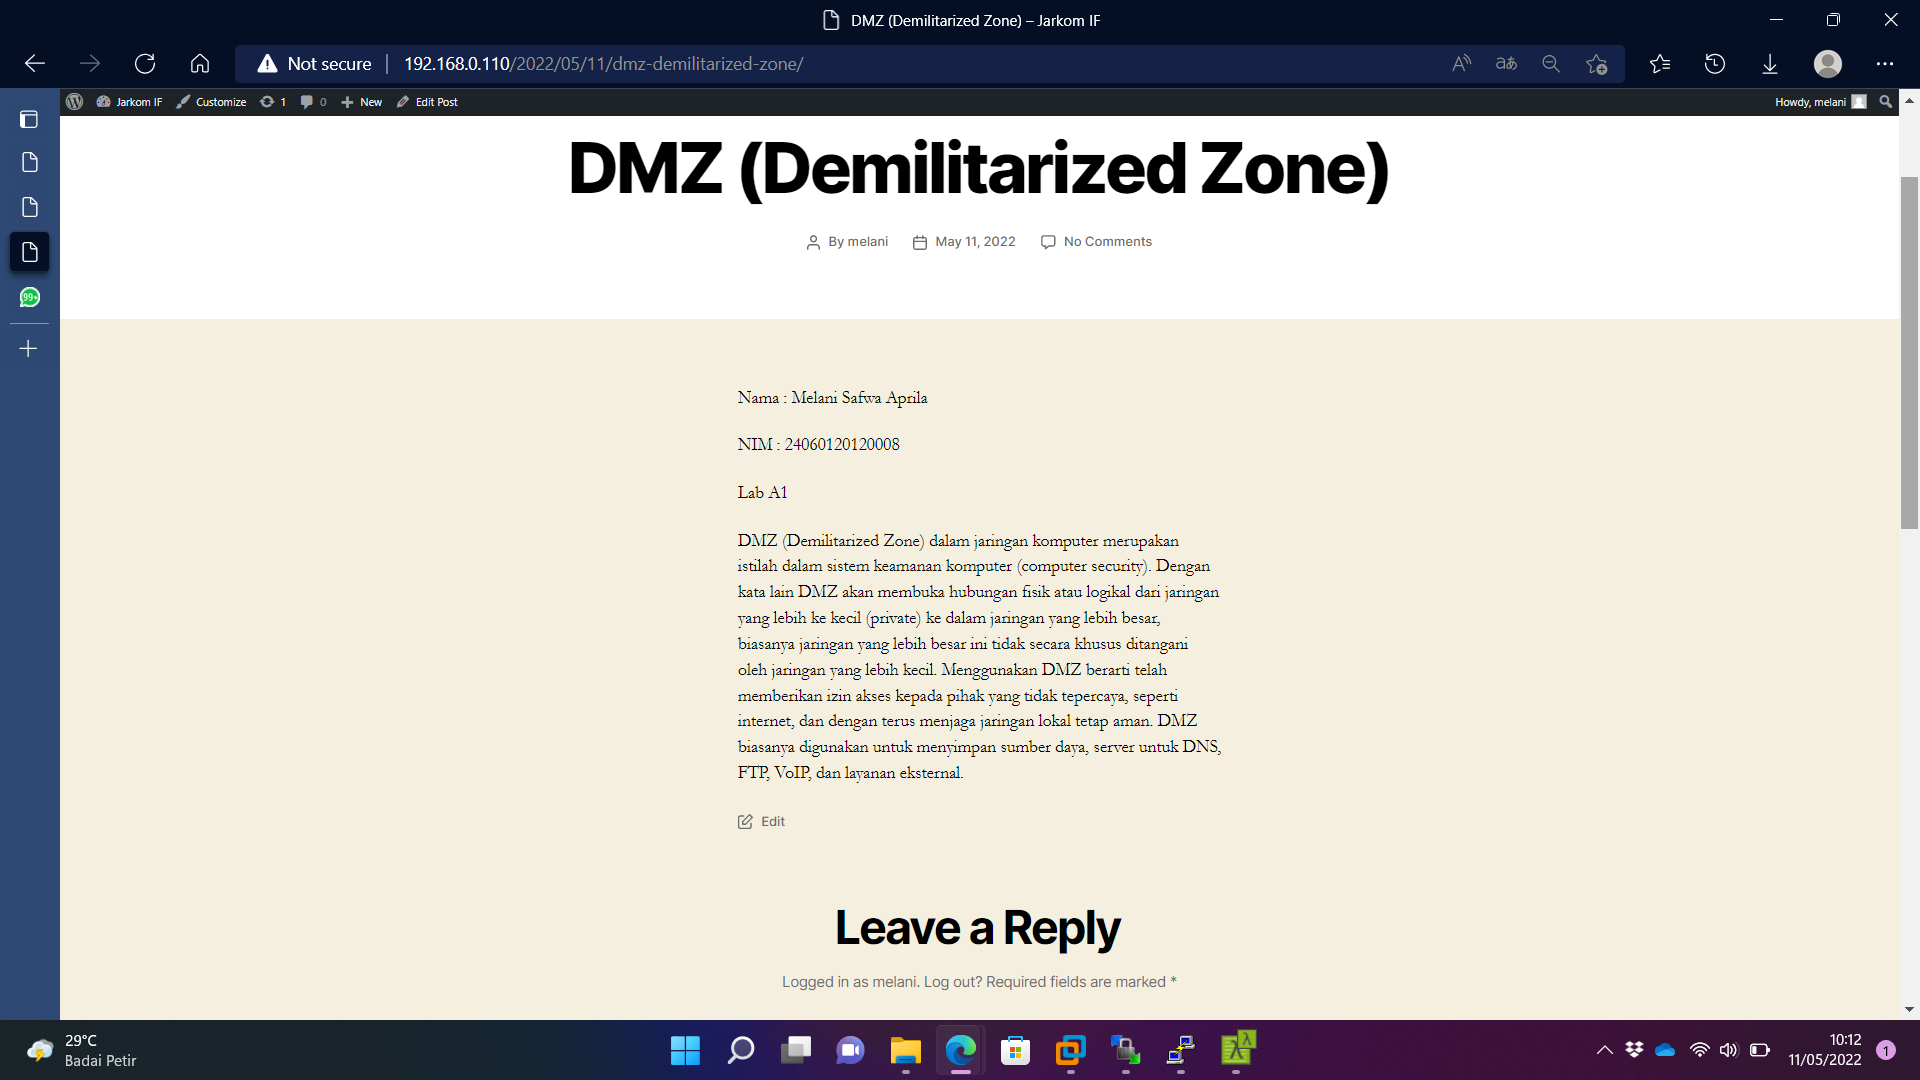 DMZ (Demilitarized Zone) – Jarkom IF
Not secure 192.168.0.110/2022/05/11/dmz-demilitarized-zone/
Jarkom IF Customize 1 0 New Edit Post Howdy, melani
DMZ (Demilitarized Zone)
By melani May 11, 2022 No Comments
99+
Nama : Melani Safwa Aprila
NIM : 24060120120008
Lab A1
DMZ (Demilitarized Zone) dalam jaringan komputer merupakan
istilah dalam sistem keamanan komputer (computer security). Dengan
kata lain DMZ akan membuka hubungan fisik atau logikal dari jaringan
yang lebih ke kecil (private) ke dalam jaringan yang lebih besar,
biasanya jaringan yang lebih besar ini tidak secara khusus ditangani
oleh jaringan yang lebih kecil. Menggunakan DMZ berarti telah
memberikan izin akses kepada pihak yang tidak tepercaya, seperti
internet, dan dengan terus menjaga jaringan lokal tetap aman. DMZ
biasanya digunakan untuk menyimpan sumber daya, server untuk DNS,
FTP, VoIP, dan layanan eksternal.
Edit
Leave a Reply
Logged in as melani. Log out? Required fields are marked *
29°C
Badai Petir
10:12
11/05/2022
1